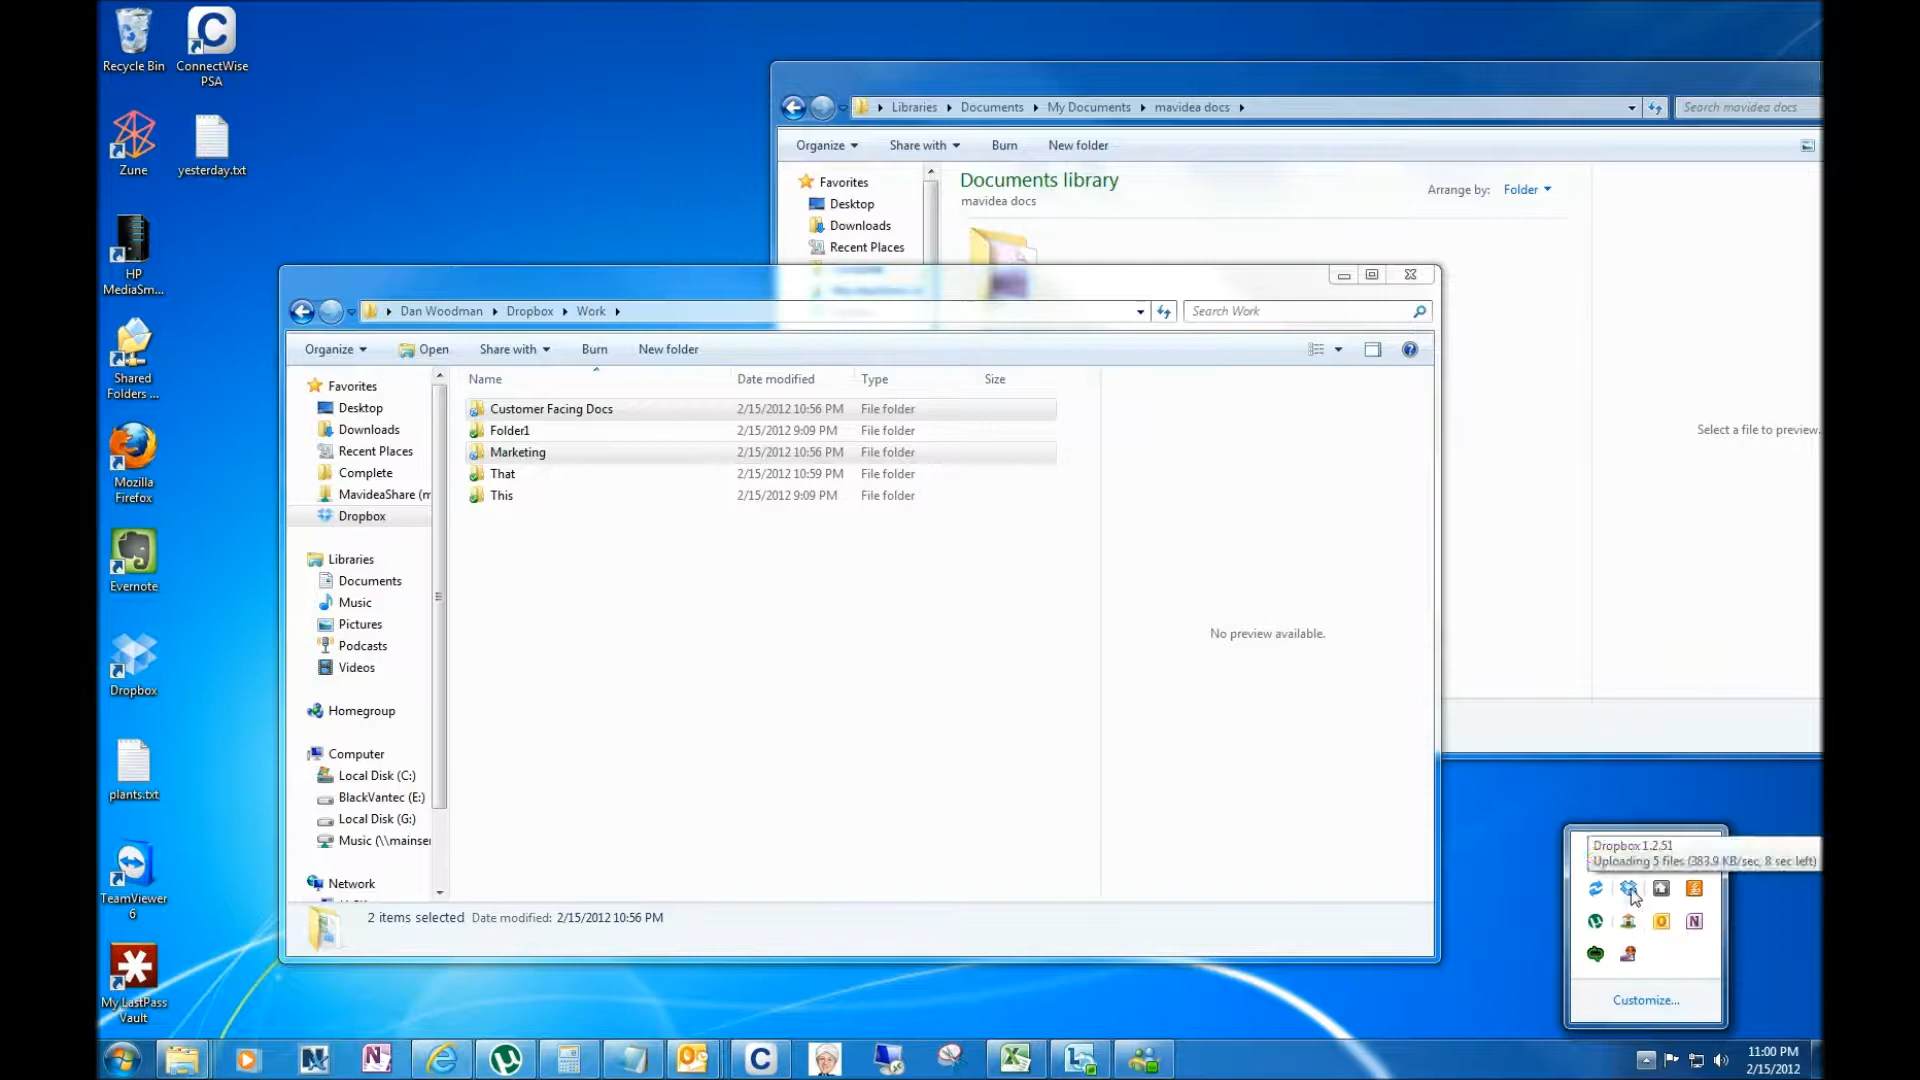 Recycle Bin
ConnectWise
PSA
Zune
yesterday.txt
HP
MediaSm...
Shared
Folders ...
Mozilla
Firefox
Evernote
Dropbox
plants.txt
TeamViewer
6
My LastPass
Vault
Libraries Documents My Documents mavidea docs
Search mavidea docs
Organize Share with Burn New folder
Favorites
Desktop
Downloads
Recent Places
Documents library
mavidea docs
Arrange by: Folder
Select a file to preview.
Dan Woodman Dropbox Work
Search Work
Organize Open Share with Burn New folder
Favorites
Desktop
Downloads
Recent Places
Complete
MavideaShare (m
Dropbox
Libraries
Documents
Music
Pictures
Podcasts
Videos
Homegroup
Computer
Local Disk (C:)
BlackVantec (E:)
Local Disk (G:)
Music (\\mainser
Network
Name Date modified Type Size
Customer Facing Docs 2/15/2012 10:56 PM File folder
Folder1 2/15/2012 9:09 PM File folder
Marketing 2/15/2012 10:56 PM File folder
That 2/15/2012 10:59 PM File folder
This 2/15/2012 9:09 PM File folder
No preview available.
2 items selected Date modified: 2/15/2012 10:56 PM
Dropbox 1.2.51
Uploading 5 files (383.9 KB/sec, 8 sec left)
Customize...
11:00 PM
2/15/2012